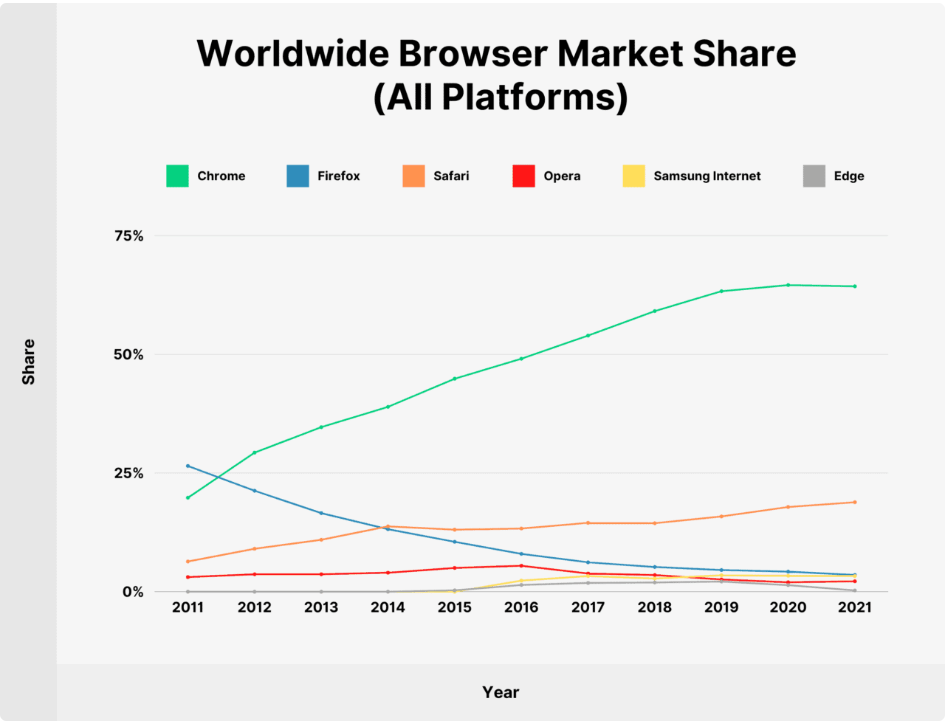 Worldwide Browser Market Share
(All Platforms)
Chrome Firefox Safari Opera Samsung Internet Edge
75%
50%
25%
0%
Share
2011 2012 2013 2014 2015 2016 2017 2018 2019 2020 2021
Year